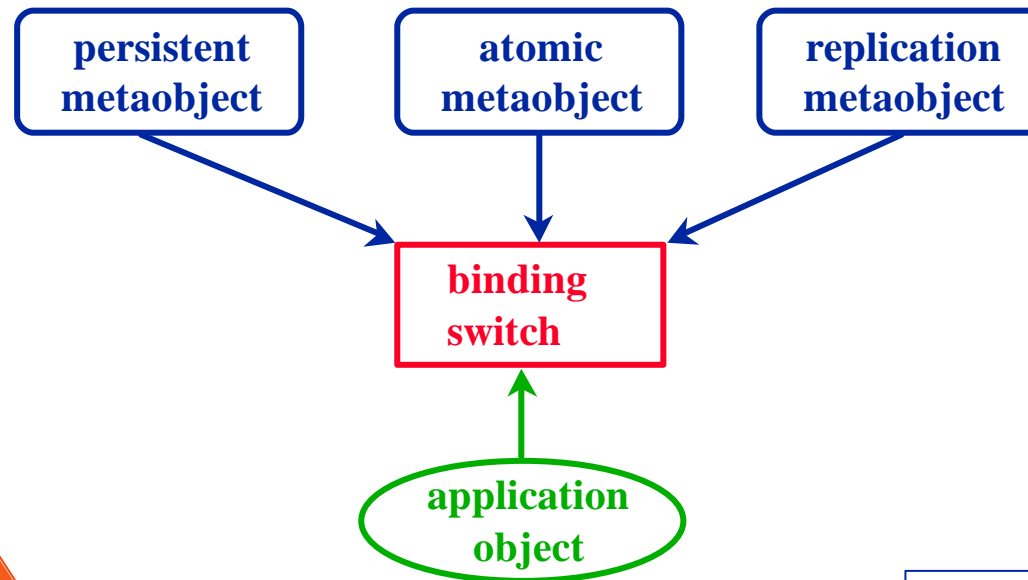 persistent
metaobject
atomic
metaobject
replication
metaobject
binding
switch
application
object